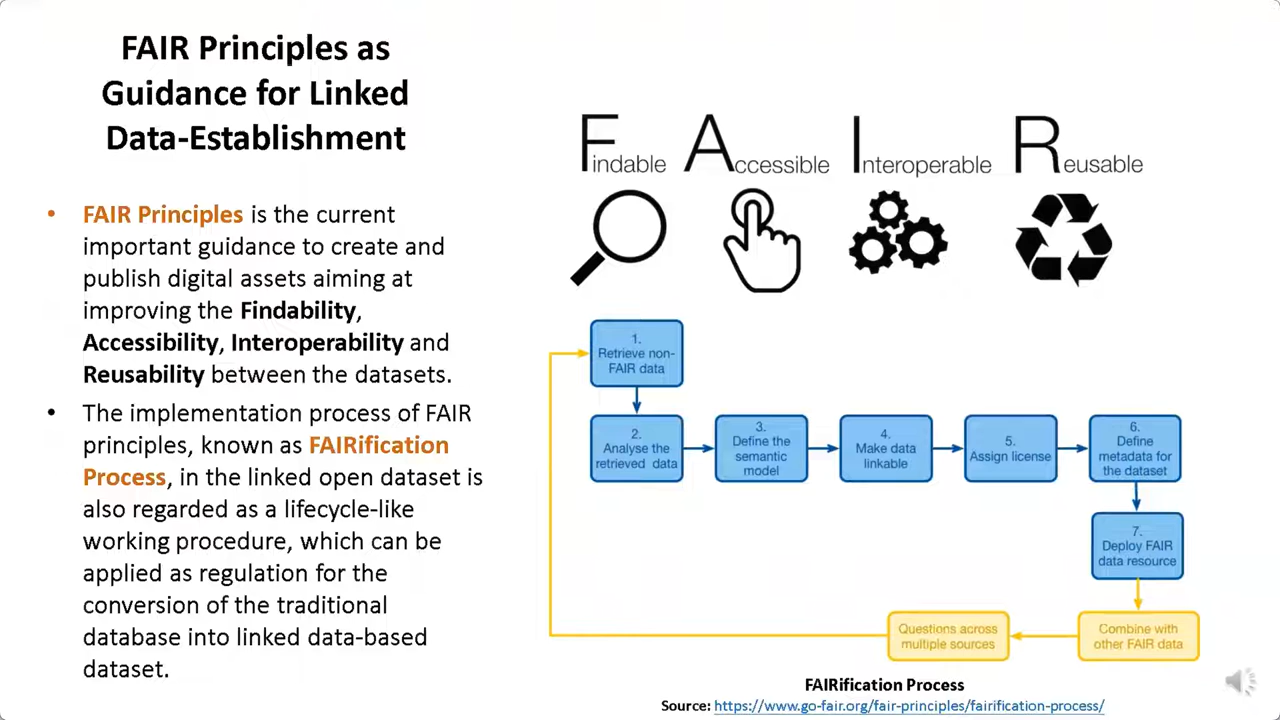 FAIR Principles as
Guidance for Linked
Data-Establishment
• FAIR Principles is the current
important guidance to create and
publish digital assets aiming at
improving the Findability,
Accessibility, Interoperability and
Reusability between the datasets.
• The implementation process of FAIR
principles, known as FAIRification
Process, in the linked open dataset is
also regarded as a lifecycle-like
working procedure, which can be
applied as regulation for the
conversion of the traditional
database into linked data-based
dataset.
Findable Accessible Interoperable Reusable
1.
Retrieve non-
FAIR data
2.
Analyse the
retrieved data
3.
Define the
semantic
model
4.
Make data
linkable
5.
Assign license
6.
Define
metadata for
the dataset
7.
Deploy FAIR
data resource
Combine with
other FAIR data
Questions across
multiple sources
FAIRification Process
Source: https://www.go-fair.org/fair-principles/fairification-process/